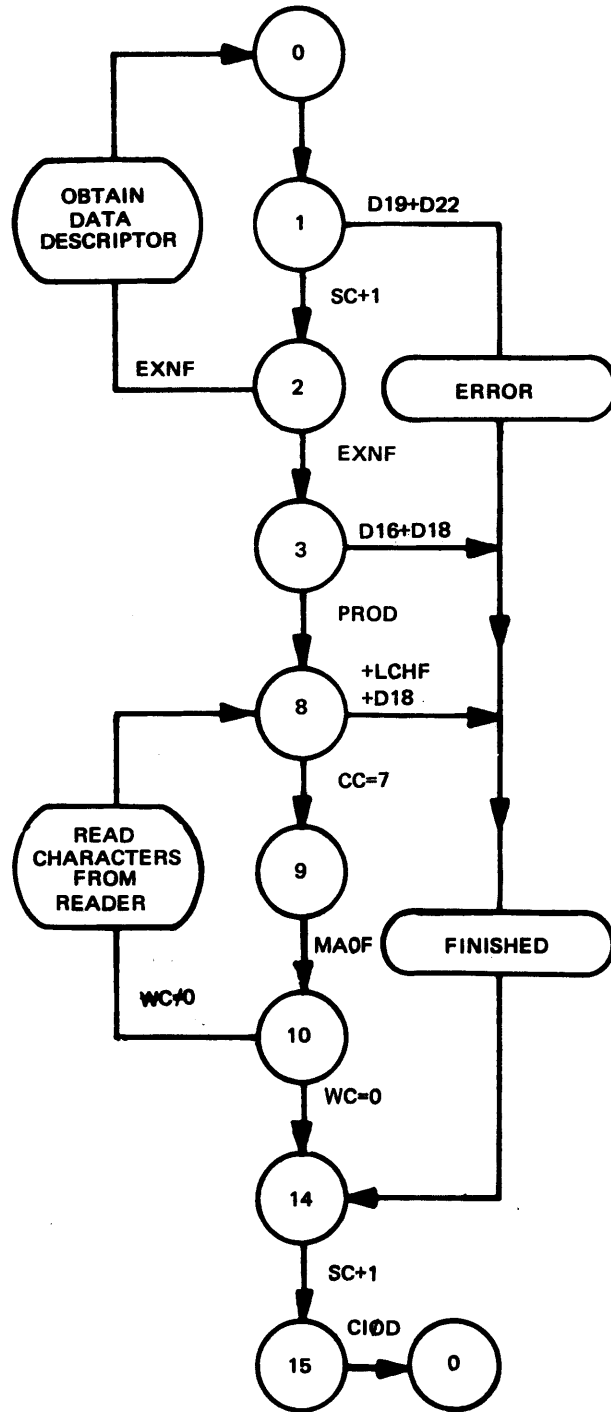 0
OBTAIN
DATA
DESCRIPTOR
1
D19+D22
SC+1
EXNF
2
ERROR
EXNF
3
D16+D18
PROD
8
+LCHF
+D18
CC=7
READ
CHARACTERS
FROM
READER
9
MA0F
FINISHED
WC≠0
10
WC=0
14
SC+1
15
CIØD
0